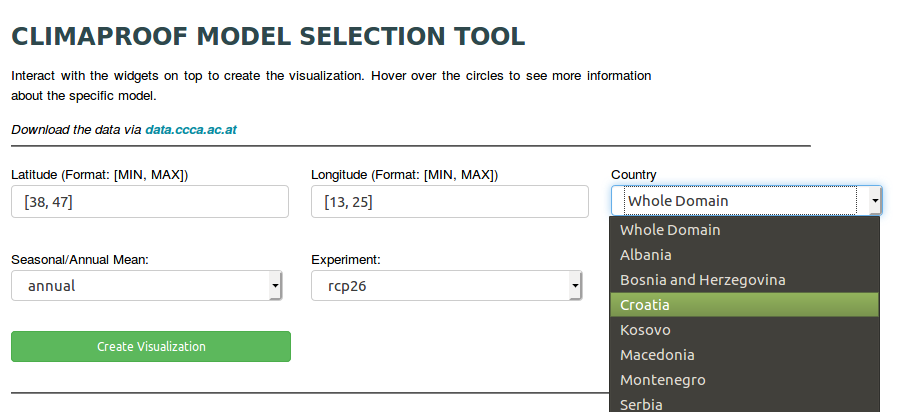 CLIMAPROOF MODEL SELECTION TOOL
Interact with the widgets on top to create the visualization. Hover over the circles to see more information
about the specific model.
Download the data via data.ccca.ac.at
Latitude (Format: [MIN, MAX])
[38, 47]
Longitude (Format: [MIN, MAX])
[13, 25]
Country
Whole Domain
Whole Domain
Albania
Bosnia and Herzegovina
Croatia
Kosovo
Macedonia
Montenegro
Serbia
Seasonal/Annual Mean:
annual
Experiment:
rcp26
Create Visualization